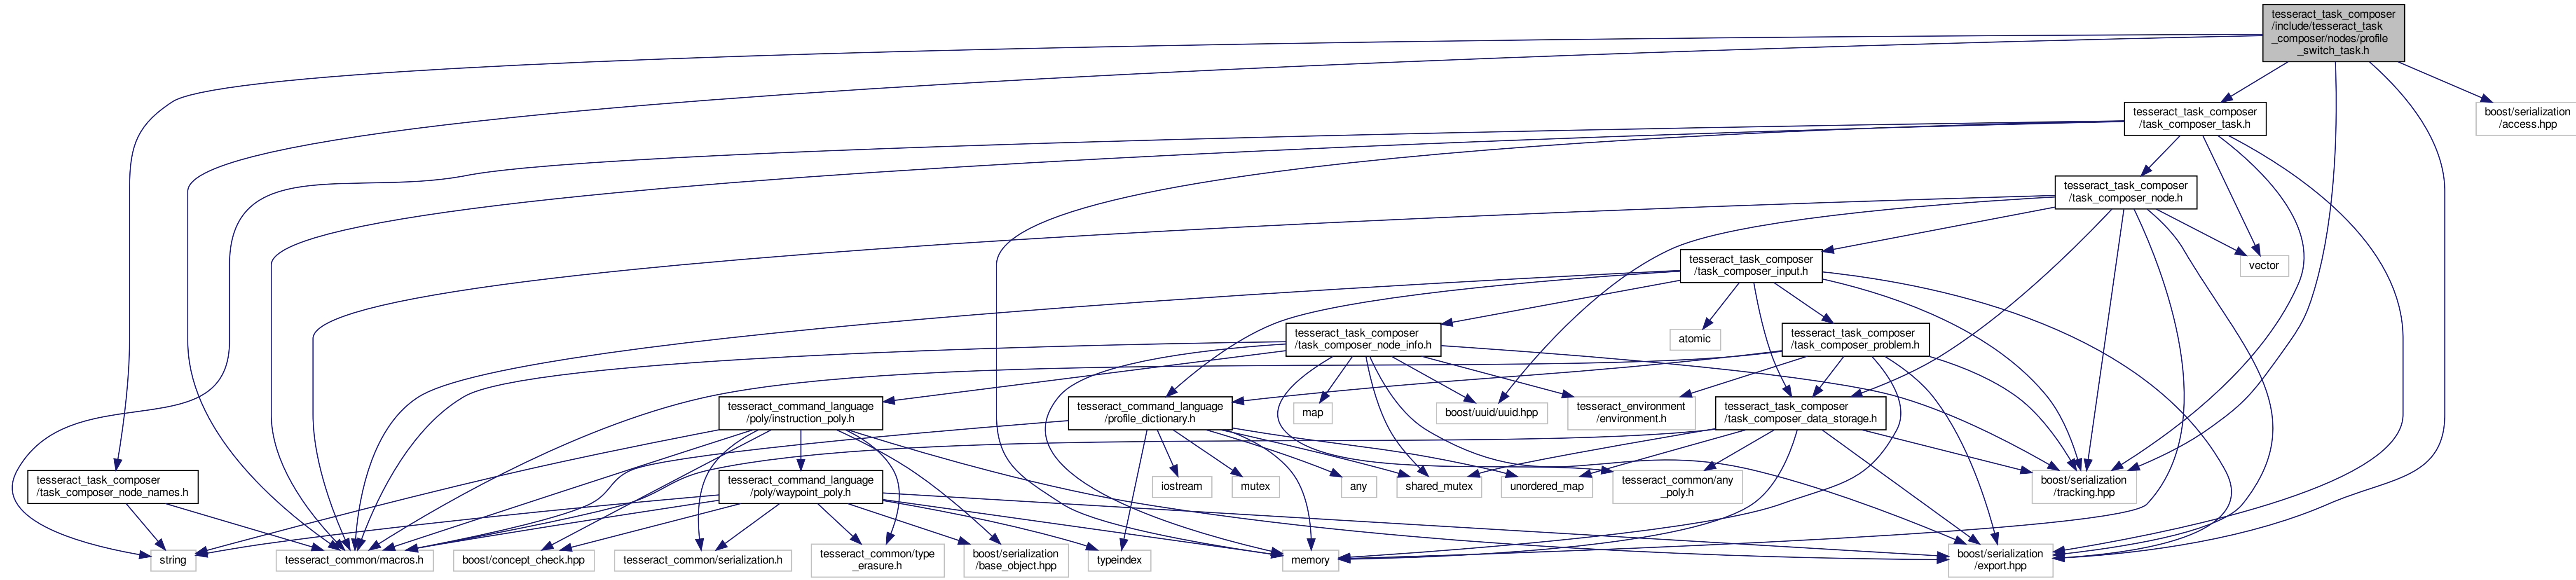 tesseract_task_composer
/include/tesseract_task
_composer/nodes/profile
_switch_task.h
tesseract_task_composer
/task_composer_task.h
boost/serialization
/access.hpp
tesseract_task_composer
/task_composer_node.h
tesseract_task_composer
/task_composer_input.h
vector
tesseract_task_composer
/task_composer_node_info.h
atomic
tesseract_task_composer
/task_composer_problem.h
tesseract_command_language
/poly/instruction_poly.h
tesseract_command_language
/profile_dictionary.h
map
boost/uuid/uuid.hpp
tesseract_environment
/environment.h
tesseract_task_composer
/task_composer_data_storage.h
tesseract_task_composer
/task_composer_node_names.h
tesseract_command_language
/poly/waypoint_poly.h
iostream
mutex
any
shared_mutex
unordered_map
tesseract_common/any
_poly.h
boost/serialization
/tracking.hpp
string
tesseract_common/macros.h
boost/concept_check.hpp
tesseract_common/serialization.h
tesseract_common/type
_erasure.h
boost/serialization
/base_object.hpp
typeindex
memory
boost/serialization
/export.hpp